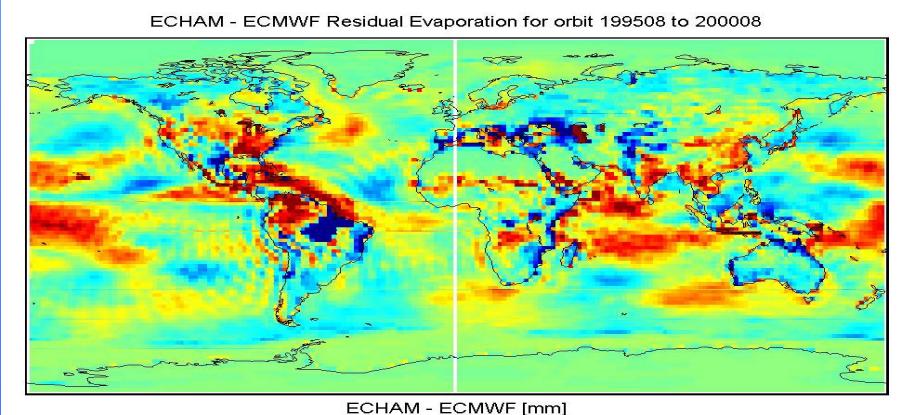 ECHAM - ECMWF Residual Evaporation for orbit 199508 to 200008
ECHAM - ECMWF [mm]